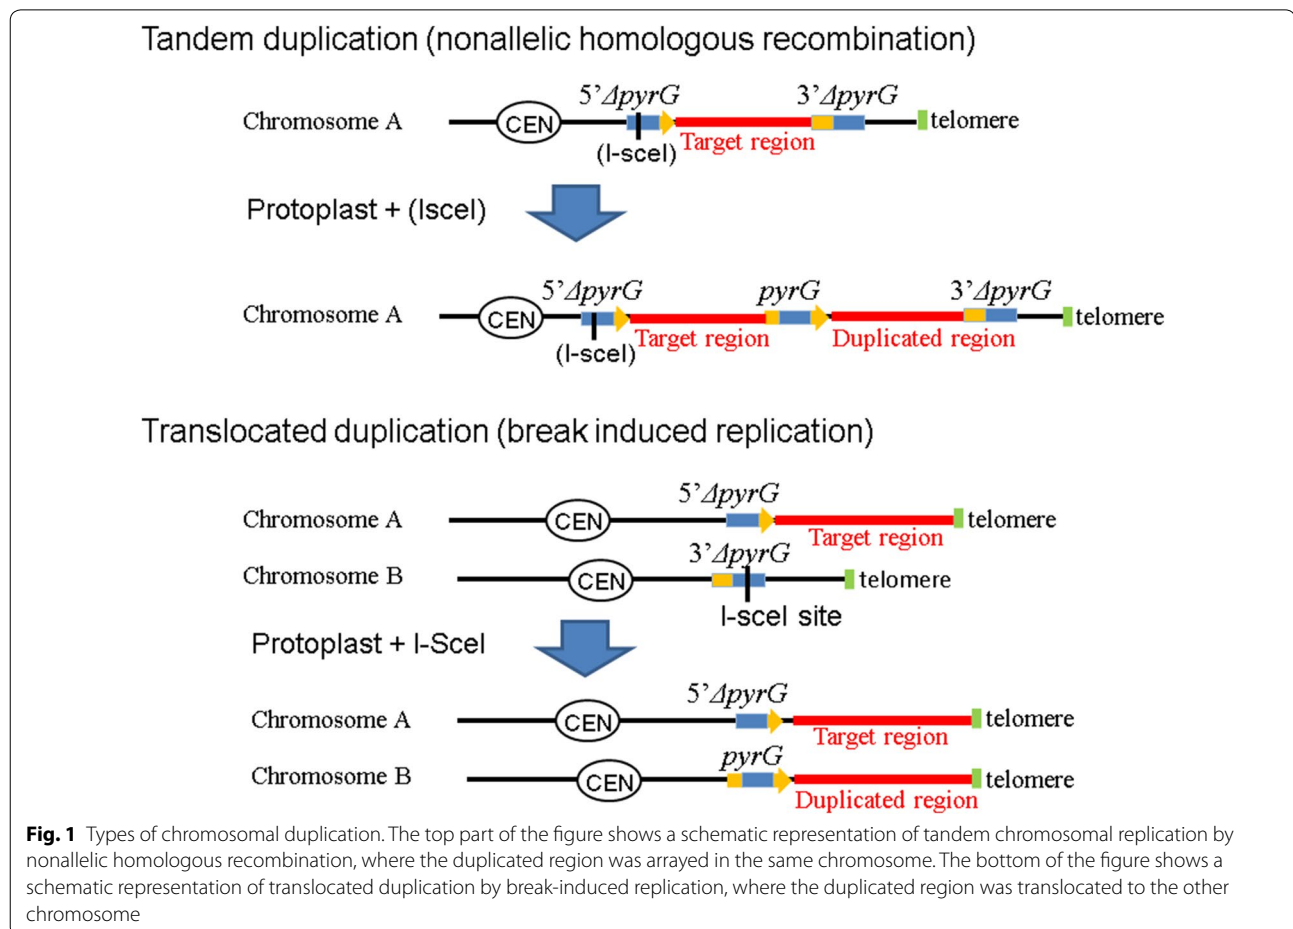 Tandem duplication (nonallelic homologous recombination)
5’ΔpyrG 3’ΔpyrG
Chromosome A CEN telomere
(I-sceI) Target region
Protoplast + (IsceI)
5’ΔpyrG pyrG 3’ΔpyrG
Chromosome A CEN telomere
(I-sceI) Target region Duplicated region
Translocated duplication (break induced replication)
5’ΔpyrG
Chromosome A CEN telomere
Target region
3’ΔpyrG
Chromosome B CEN telomere
I-sceI site
Protoplast + I-SceI
5’ΔpyrG
Chromosome A CEN telomere
Target region
pyrG
Chromosome B CEN telomere
Duplicated region
Fig. 1 Types of chromosomal duplication. The top part of the figure shows a schematic representation of tandem chromosomal replication by
nonallelic homologous recombination, where the duplicated region was arrayed in the same chromosome. The bottom of the figure shows a
schematic representation of translocated duplication by break-induced replication, where the duplicated region was translocated to the other
chromosome